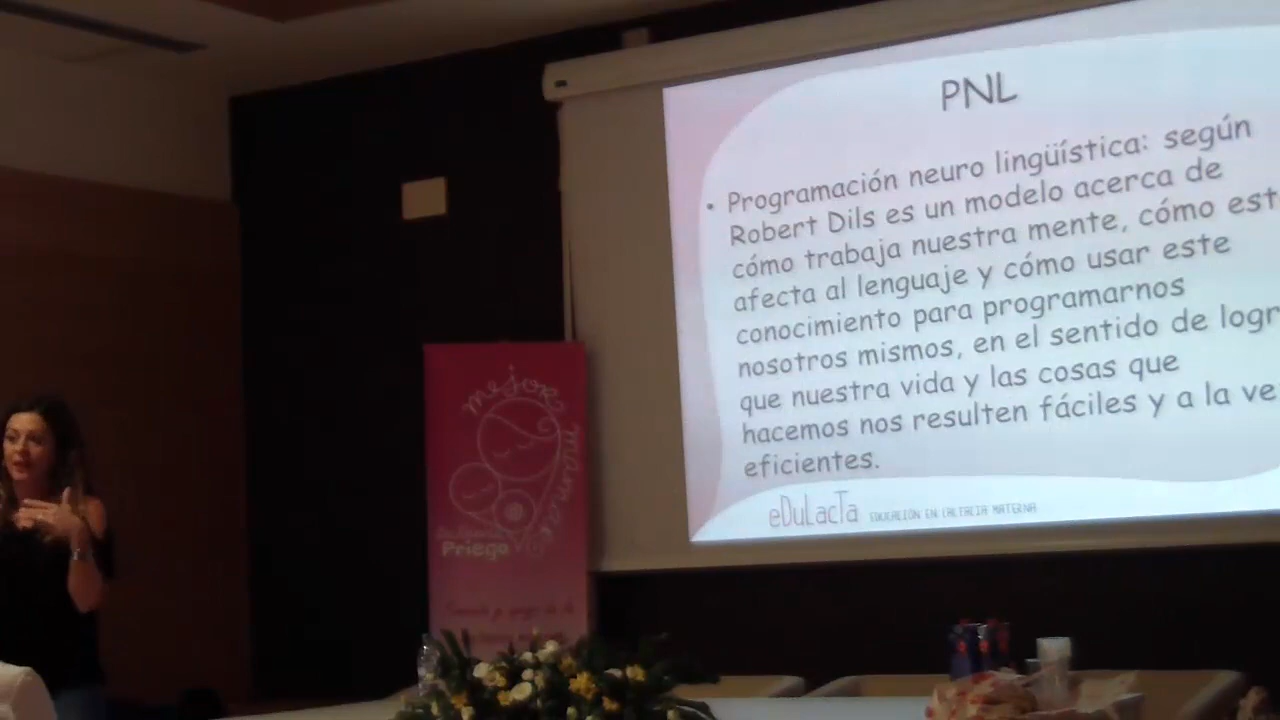 PNL
• Programación neuro lingüística: según
Robert Dils es un modelo acerca de
cómo trabaja nuestra mente, cómo est
afecta al lenguaje y cómo usar este
conocimiento para programarnos
nosotros mismos, en el sentido de logr
que nuestra vida y las cosas que
hacemos nos resulten fáciles y a la ve
eficientes.
eDuLacTa EDUCACIÓN EN LACTANCIA MATERNA
Priego